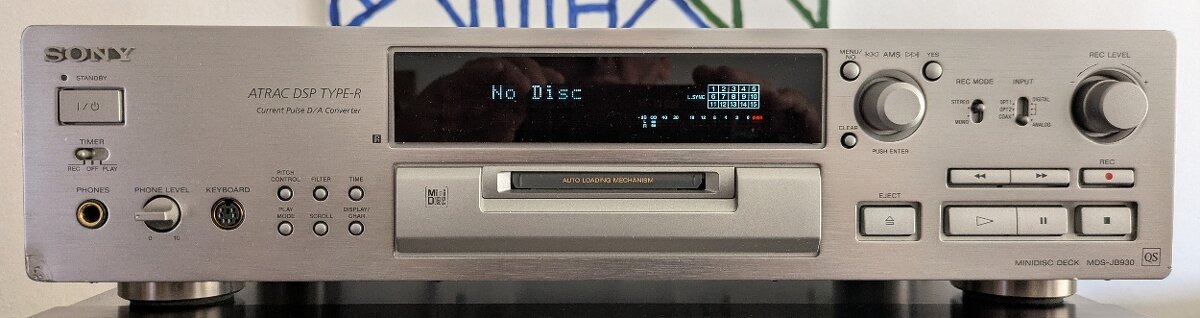 SONY
STANDBY
I/⏻
ATRAC DSP TYPE-R
Current Pulse D/A Converter
TIMER
REC OFF PLAY
PHONES
PHONE LEVEL
0 10
KEYBOARD
PITCH
CONTROL
FILTER
TIME
PLAY
MODE
SCROLL
DISPLAY/
CHAR
R
No Disc
L.SYNC
1 2 3 4 5
6 7 8 9 10
11 12 13 14 15
AUTO LOADING MECHANISM
MENU/
NO
AMS
YES
CLEAR
PUSH ENTER
REC MODE
STEREO
MONO
INPUT
OPT1
OPT2
COAX
DIGITAL
ANALOG
REC LEVEL
REC
EJECT
MINIDISC DECK MDS-JB930
QS